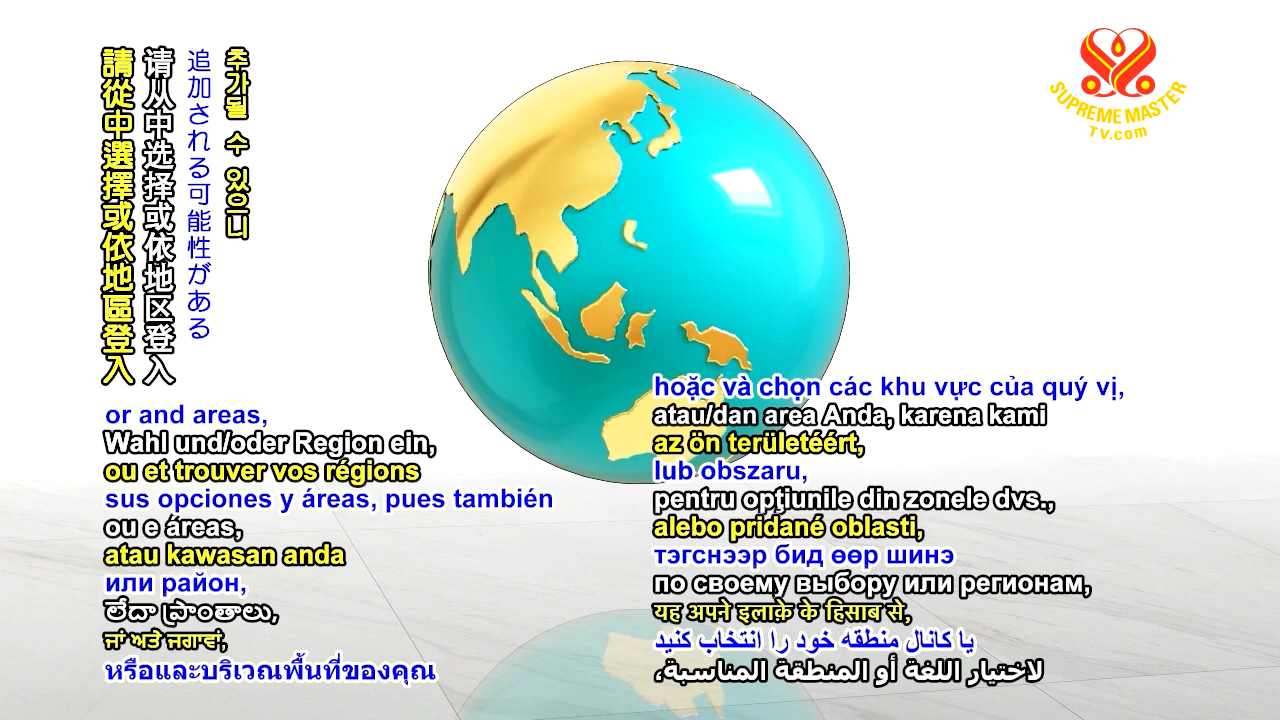 請從中選擇或依地區登入
请从中选择或依地区登入
追加される可能性がある
추가될 수 있으니
SUPREME MASTER
TV.com
or and areas,
Wahl und/oder Region ein,
ou et trouver vos régions
sus opciones y áreas, pues también
ou e áreas,
atau kawasan anda
или район,
లేదా ప్రాంతాలు,
ਜਾਂ ਅਤੇ ਜਗਾਵਾਂ,
หรือและบริเวณพื้นที่ของคุณ
hoặc và chọn các khu vực của quý vị,
atau/dan area Anda, karena kami
az ön területéért,
lub obszaru,
pentru opţiunile din zonele dvs.,
alebo pridané oblasti,
тэгснээр бид өөр шинэ
по своему выбору или регионам,
यह अपने इलाक़े के हिसाब से,
یا کانال منطقه خود را انتخاب کنید
لاختيار اللغة أو المنطقة المناسبة،